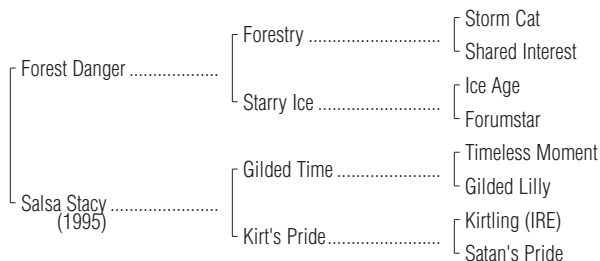 Storm Cat
Forestry ..............................
Shared Interest
Forest Danger ....................
Ice Age
Starry Ice ............................
Forumstar
Timeless Moment
Gilded Time .......................
Gilded Lilly
Salsa Stacy ........................
(1995)
Kirtling (IRE)
Kirt's Pride.........................
Satan's Pride